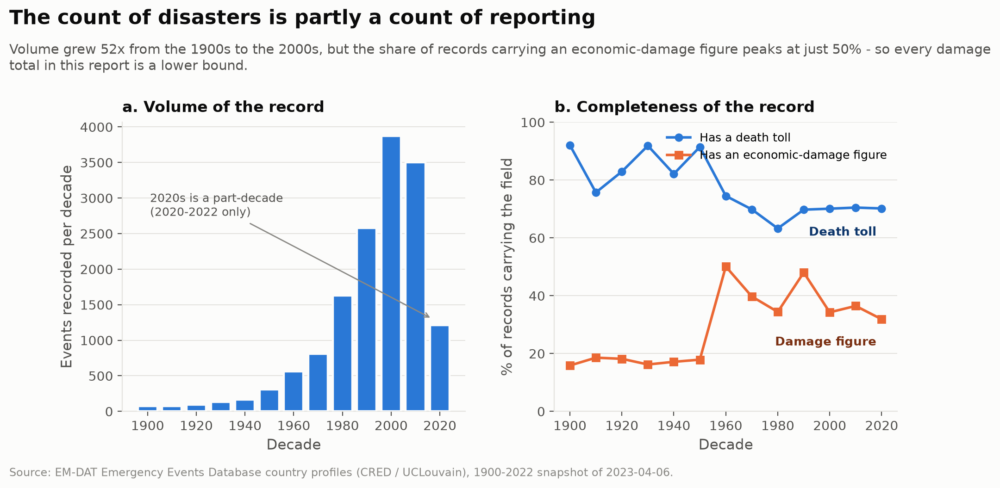 The count of disasters is partly a count of reporting
Volume grew 52x from the 1900s to the 2000s, but the share of records carrying an economic-damage figure peaks at just 50% - so every damage
total in this report is a lower bound.
a. Volume of the record
Events recorded per decade
4000
3500
3000
2500
2000
1500
1000
500
0
2020s is a part-decade
(2020-2022 only)
1900 1920 1940 1960 1980 2000 2020
Decade
b. Completeness of the record
% of records carrying the field
100
80
60
40
20
0
Has a death toll
Has an economic-damage figure
Death toll
Damage figure
1900 1920 1940 1960 1980 2000 2020
Decade
Source: EM-DAT Emergency Events Database country profiles (CRED / UCLouvain), 1900-2022 snapshot of 2023-04-06.